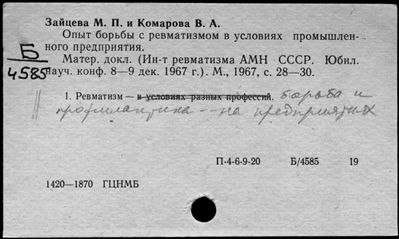 Зайцева М. П. и Комарова В. А.
Опыт борьбы с ревматизмом в условиях промышлен-
ного предприятия.
Б
4585
Матер. докл. (Ин-т ревматизма АМН СССР. Юбил.
науч. конф. 8—9 дек. 1967 г.). М., 1967, с. 28—30.
1. Ревматизм — в условиях разных профессий. борьба и
профилактика — на предприятиях
П-4-6-9-20 Б/4585 19
1420—1870 ГЦНМБ